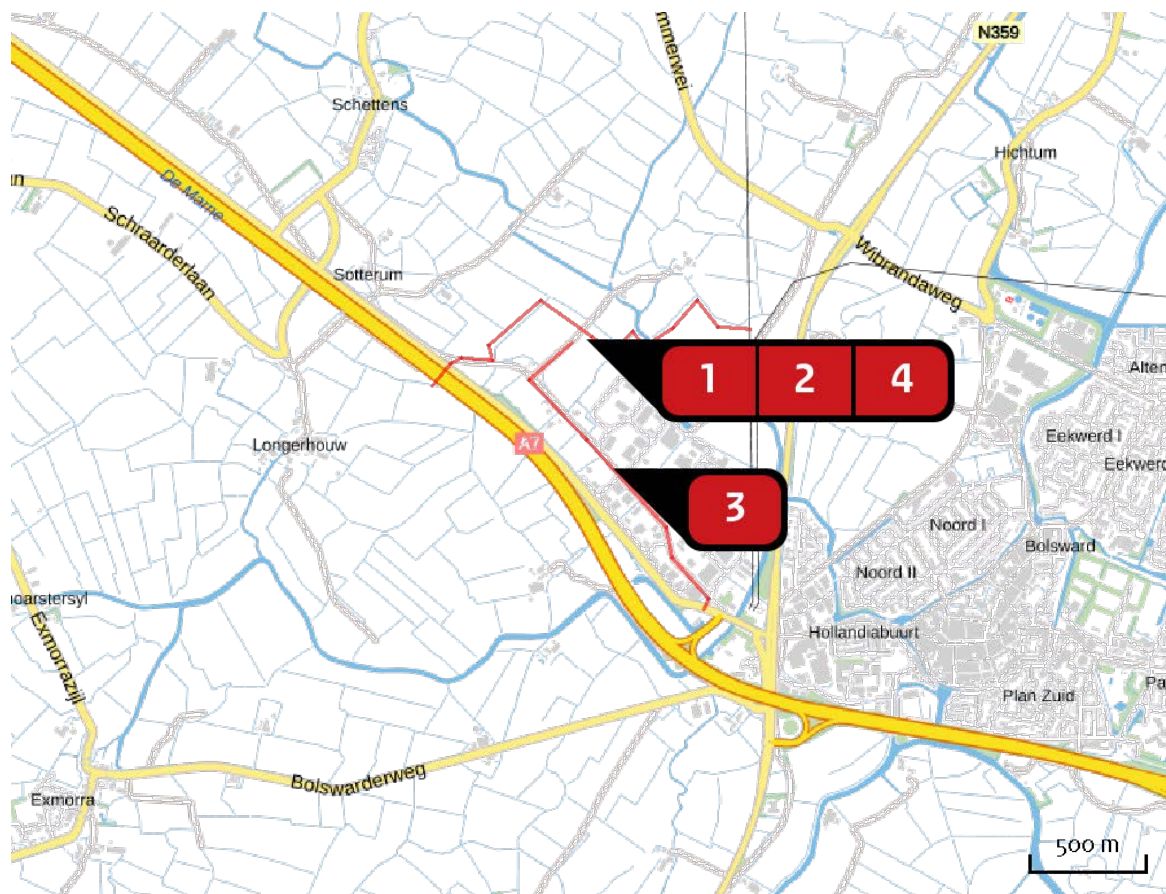 N359
mmerwei
Schettens
Hichtum
De Marne
Schraarderlaan
Wibrandaweg
Sotterum
1 2 4
Alten
A7
Longerhouw
Eekwerd I
Eekwerd
3
Noord I
Bolsward
Noord II
oarstersyl
Exmorrazijl
Hollandiabuurt
Plan Zuid
Pa
Bolswarderweg
Exmorra
500 m